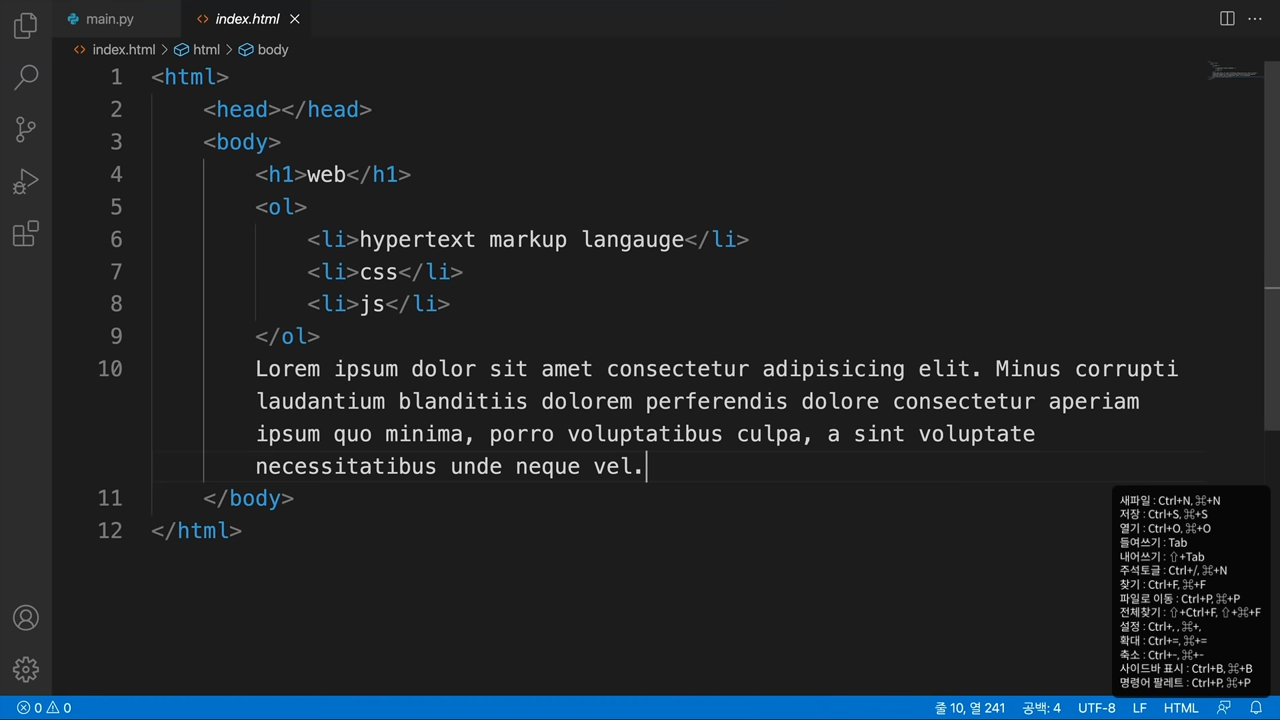 main.py
index.html
index.html > html > body
1 <html>
2 <head></head>
3 <body>
4 <h1>web</h1>
5 <ol>
6 <li>hypertext markup langauge</li>
7 <li>css</li>
8 <li>js</li>
9 </ol>
10 Lorem ipsum dolor sit amet consectetur adipisicing elit. Minus corrupti
laudantium blanditiis dolorem perferendis dolore consectetur aperiam
ipsum quo minima, porro voluptatibus culpa, a sint voluptate
necessitatibus unde neque vel.
11 </body>
12 </html>
새파일 : Ctrl+N, ⌘+N
저장 : Ctrl+S, ⌘+S
열기 : Ctrl+O, ⌘+O
들여쓰기 : Tab
내어쓰기 : ⇧+Tab
주석토글 : Ctrl+/, ⌘+N
찾기 : Ctrl+F, ⌘+F
파일로 이동 : Ctrl+P, ⌘+P
전체찾기 : ⇧+Ctrl+F, ⇧+⌘+F
설정 : Ctrl+, , ⌘+,
확대 : Ctrl+=, ⌘+=
축소 : Ctrl+-, ⌘+-
사이드바 표시 : Ctrl+B, ⌘+B
명령어 팔레트 : Ctrl+P, ⌘+P
0 0
줄 10, 열 241 공백: 4 UTF-8 LF HTML